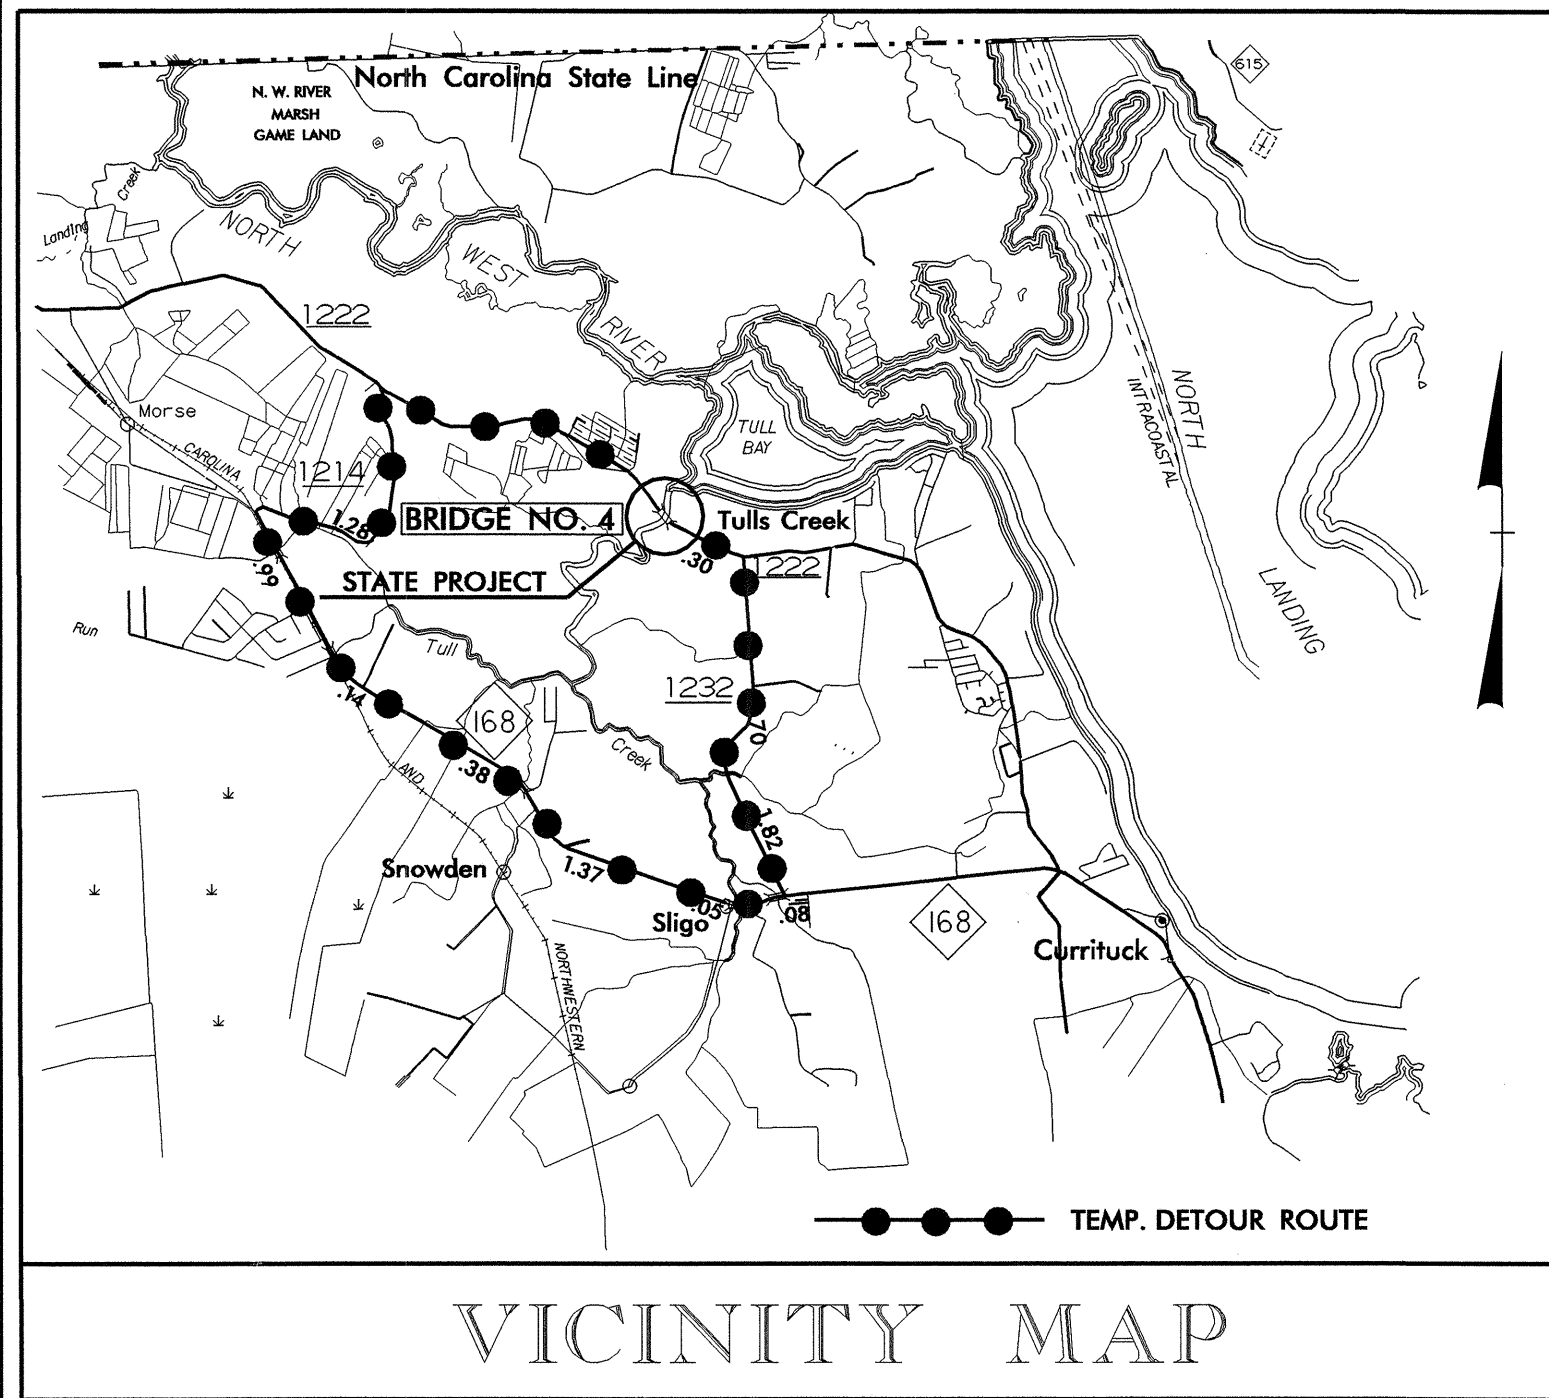 North Carolina State Line
615
N. W. RIVER
MARSH
GAME LAND
Creek
Landing
NORTH
WEST
RIVER
1222
NORTH
INTRACOASTAL
Morse
TULL
BAY
CAROLINA
1214
1.28
BRIDGE NO. 4
Tulls Creek
.99
.30
1222
STATE PROJECT
LANDING
Run
Tull
1232
.14
168
.70
Creek
.38
AND
1.82
Snowden
1.37
.05
.08
Sligo
168
Currituck
NORTHWESTERN
TEMP. DETOUR ROUTE
VICINITY MAP